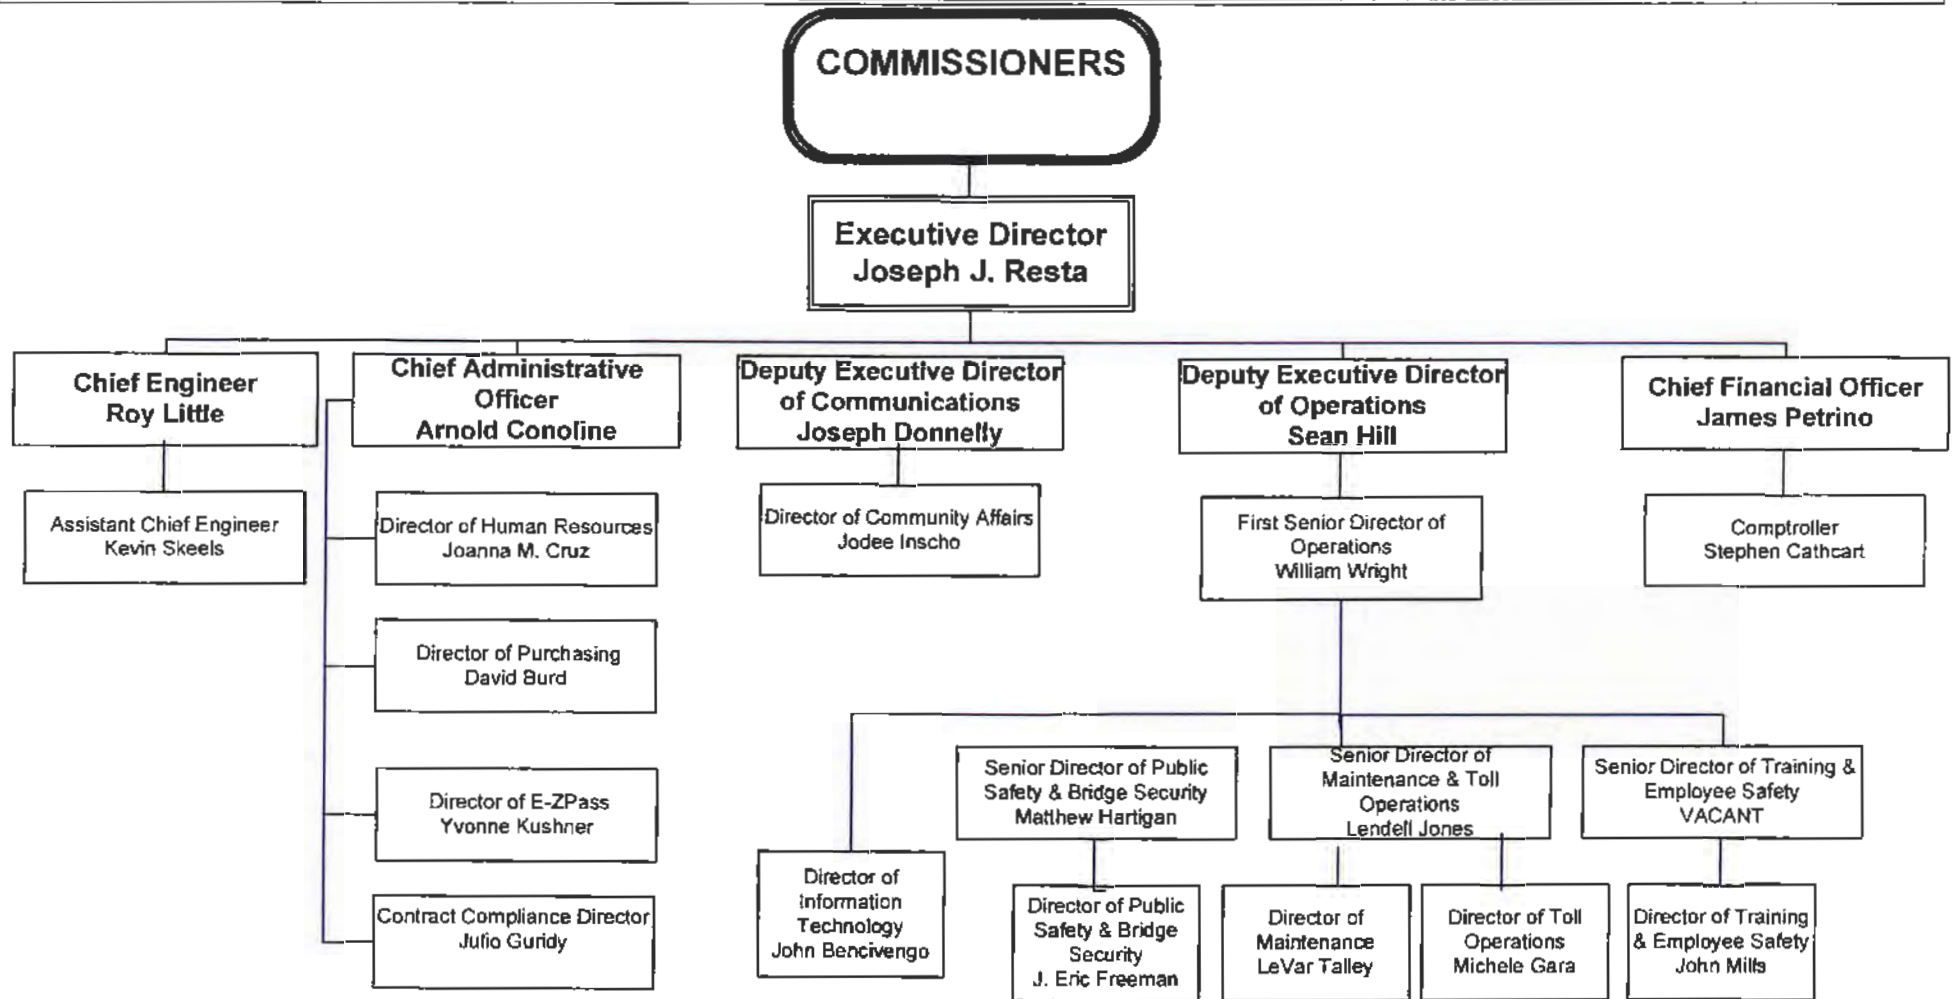 COMMISSIONERS
Executive Director
Joseph J. Resta
Chief Engineer
Roy Little
Chief Administrative
Officer
Arnold Conoline
Deputy Executive Director
of Communications
Joseph Donnelly
Deputy Executive Director
of Operations
Sean Hill
Chief Financial Officer
James Petrino
Assistant Chief Engineer
Kevin Skeels
Director of Human Resources
Joanna M. Cruz
Director of Community Affairs
Jodee Inscho
First Senior Director of
Operations
William Wright
Comptroller
Stephen Cathcart
Director of Purchasing
David Burd
Director of E-ZPass
Yvonne Kushner
Contract Compliance Director
Julio Guridy
Senior Director of Public
Safety & Bridge Security
Matthew Hartigan
Senior Director of
Maintenance & Toll
Operations
Lendell Jones
Senior Director of Training &
Employee Safety
VACANT
Director of
Information
Technology
John Bencivengo
Director of Public
Safety & Bridge
Security
J. Eric Freeman
Director of
Maintenance
LeVar Talley
Director of Toll
Operations
Michele Gara
Director of Training
& Employee Safety
John Mills